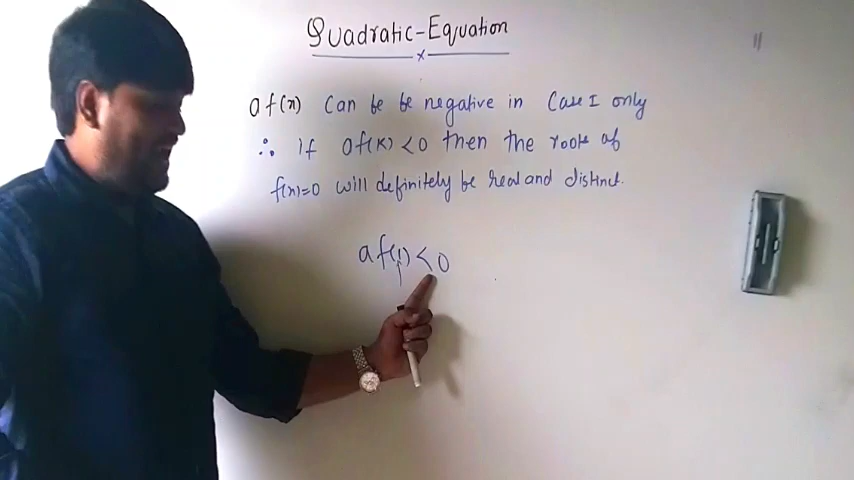 Quadratic-Equation
af(x) Can be be negative in Case I only
∴ If af(K) <0 then the roots of
f(x)=0 will definitely be real and distinct.
af(1) <0